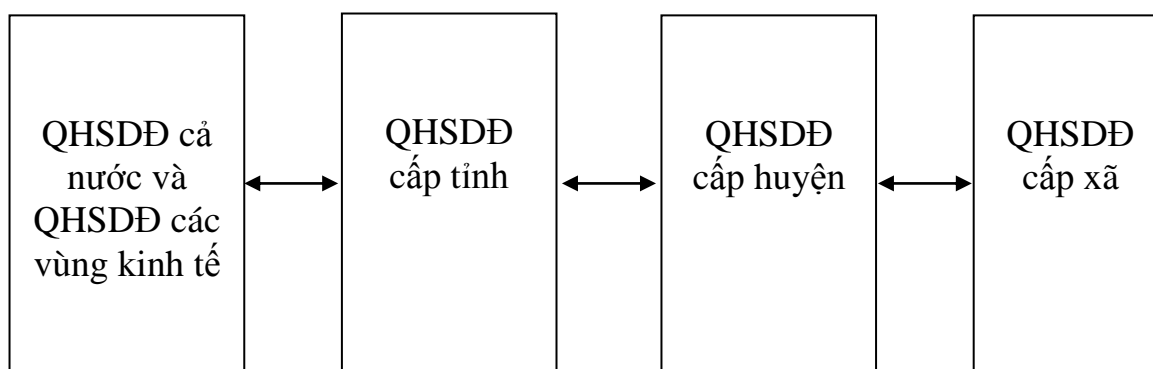 QHSDĐ cả
nước và
QHSDĐ các
vùng kinh tế
QHSDĐ
cấp tỉnh
QHSDĐ
cấp huyện
QHSDĐ
cấp xã